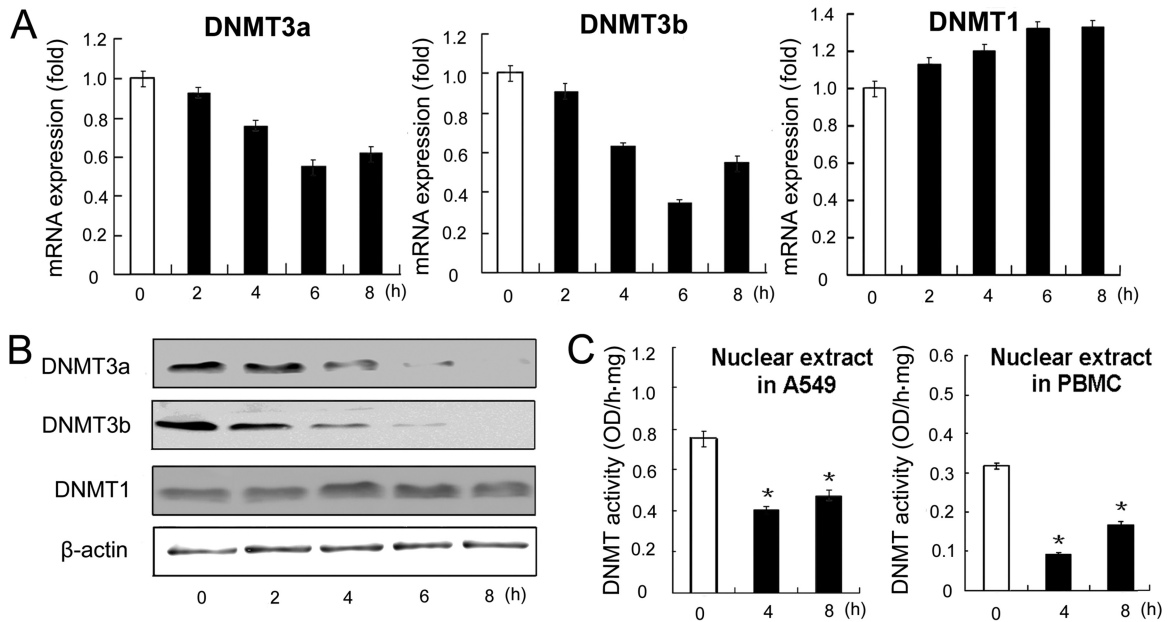 A
DNMT3a
mRNA expression (fold)
1.2
1.0
0.8
0.6
0.4
0.2
0
0 2 4 6 8 (h)
DNMT3b
mRNA expression (fold)
1.2
1.0
0.8
0.6
0.4
0.2
0
0 2 4 6 8 (h)
DNMT1
mRNA expression (fold)
1.4
1.2
1.0
0.8
0.6
0.4
0.2
0
0 2 4 6 8 (h)
B
DNMT3a
DNMT3b
DNMT1
β-actin
0 2 4 6 8 (h)
C
Nuclear extract
in A549
DNMT activity (OD/h·mg)
1.2
1.0
0.8
0.6
0.4
0.2
0
* *
0 4 8 (h)
Nuclear extract
in PBMC
DNMT activity (OD/h·mg)
0.6
0.5
0.4
0.3
0.2
0.1
0
* *
0 4 8 (h)